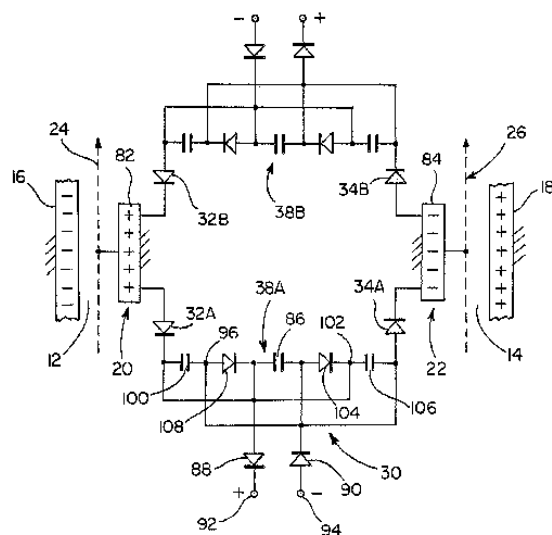 - +
24 82 26
16 84 18
32B 38B 34B
+ + + + +
- - - - -
- - - - -
+ + + + +
38A
32A 96 86 102 34A
12 20 22 14
100 108 104 106
88 90 30
+ -
92 94